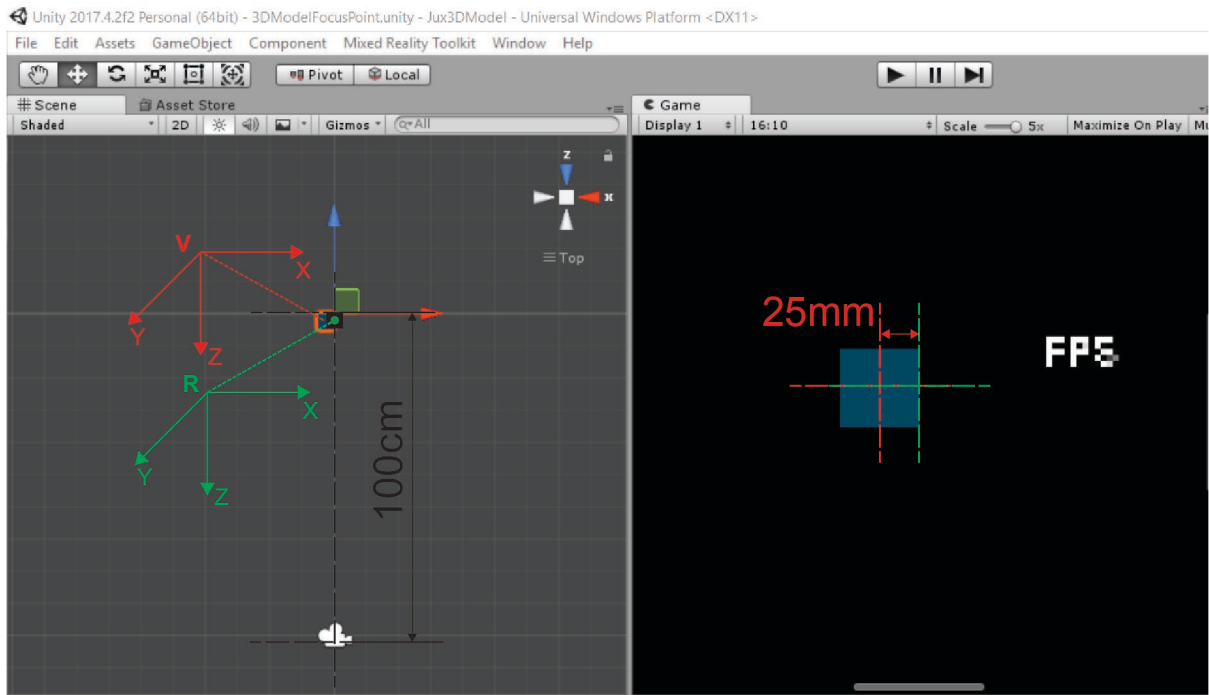 Unity 2017.4.2f2 Personal (64bit) - 3DModelFocusPoint.unity - Jux3DModel - Universal Windows Platform <DX11>
File Edit Assets GameObject Component Mixed Reality Toolkit Window Help
Pivot Local
Scene Asset Store Game
Shaded 2D Gizmos All Display 1 16:10 Scale 5x Maximize On Play Mu
z
x
Top
V
X
Y
Z
R
X
Y
Z
100cm
25mm
FPS